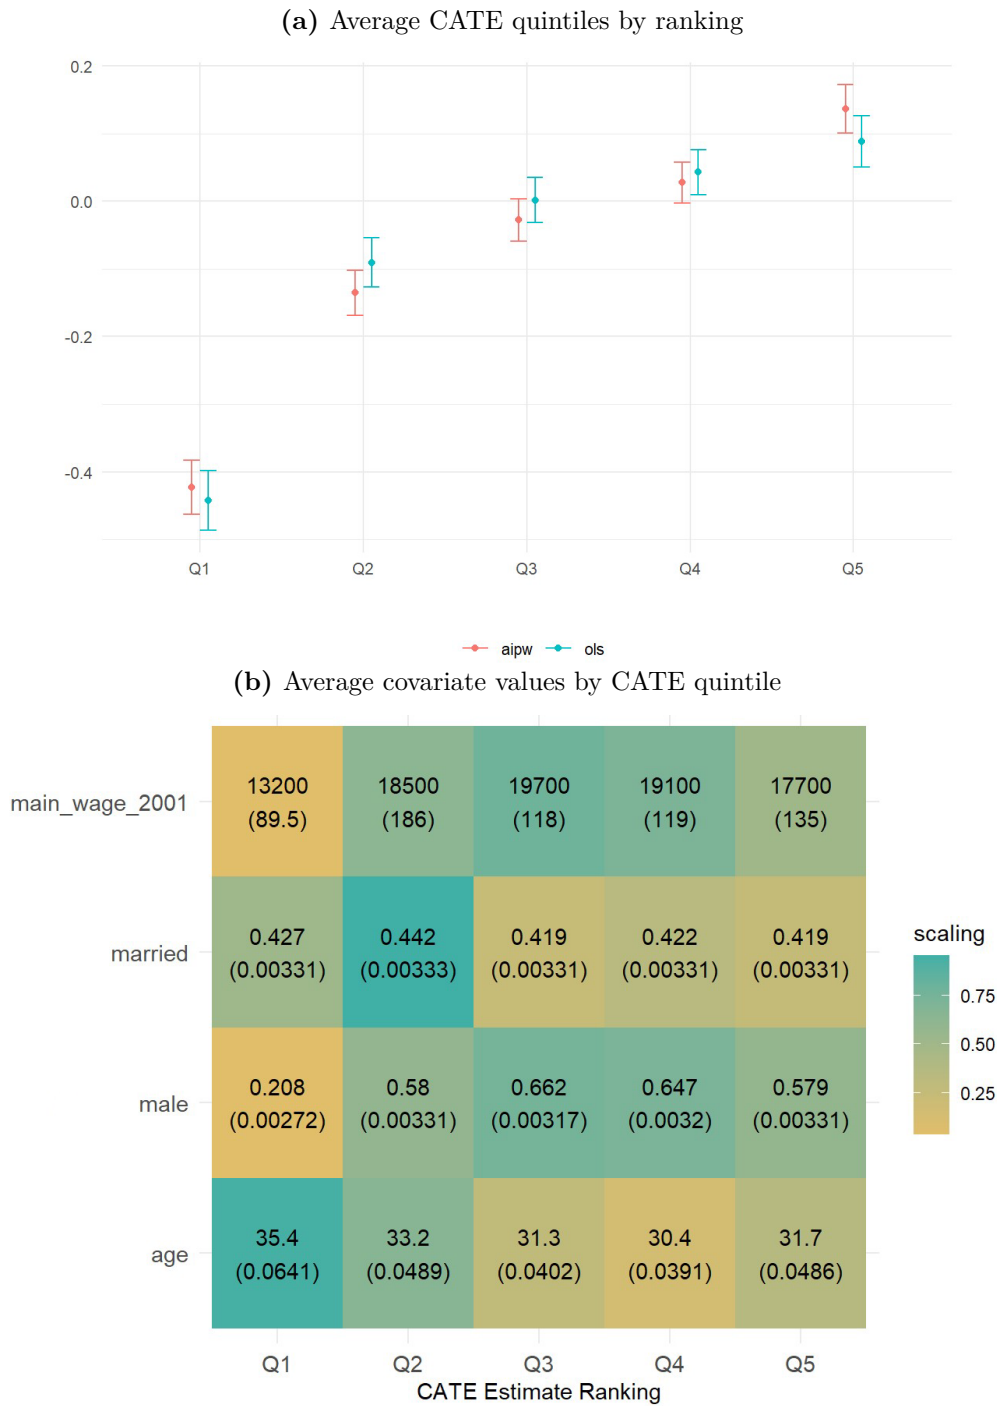 (a) Average CATE quintiles by ranking
0.2
0.0
-0.2
-0.4
Q1 Q2 Q3 Q4 Q5
aipw ols
(b) Average covariate values by CATE quintile
main_wage_2001
13200 18500 19700 19100 17700
(89.5) (186) (118) (119) (135)
married
0.427 0.442 0.419 0.422 0.419
(0.00331) (0.00333) (0.00331) (0.00331) (0.00331)
male
0.208 0.58 0.662 0.647 0.579
(0.00272) (0.00331) (0.00317) (0.0032) (0.00331)
age
35.4 33.2 31.3 30.4 31.7
(0.0641) (0.0489) (0.0402) (0.0391) (0.0486)
Q1 Q2 Q3 Q4 Q5
CATE Estimate Ranking
scaling
0.75
0.50
0.25